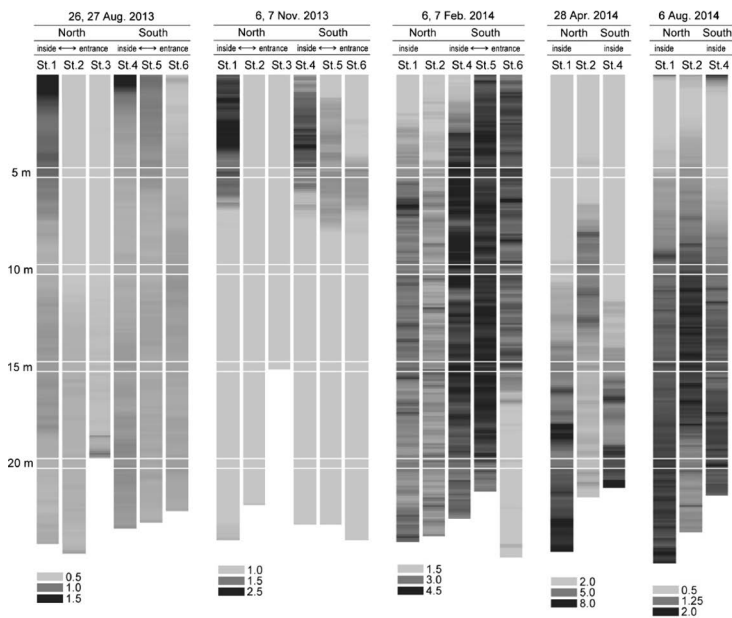 26, 27 Aug. 2013 6, 7 Nov. 2013 6, 7 Feb. 2014 28 Apr. 2014 6 Aug. 2014
North South North South North South North South North South
inside ←→ entrance inside ←→ entrance inside ←→ entrance inside ←→ entrance inside inside ←→ entrance inside inside inside inside
St.1 St.2 St.3 St.4 St.5 St.6 St.1 St.2 St.3 St.4 St.5 St.6 St.1 St.2 St.4 St.5 St.6 St.1 St.2 St.4 St.1 St.2 St.4
5 m
10 m
15 m
20 m
0.5
1.0
1.5
1.0
1.5
2.5
1.5
3.0
4.5
2.0
5.0
8.0
0.5
1.25
2.0